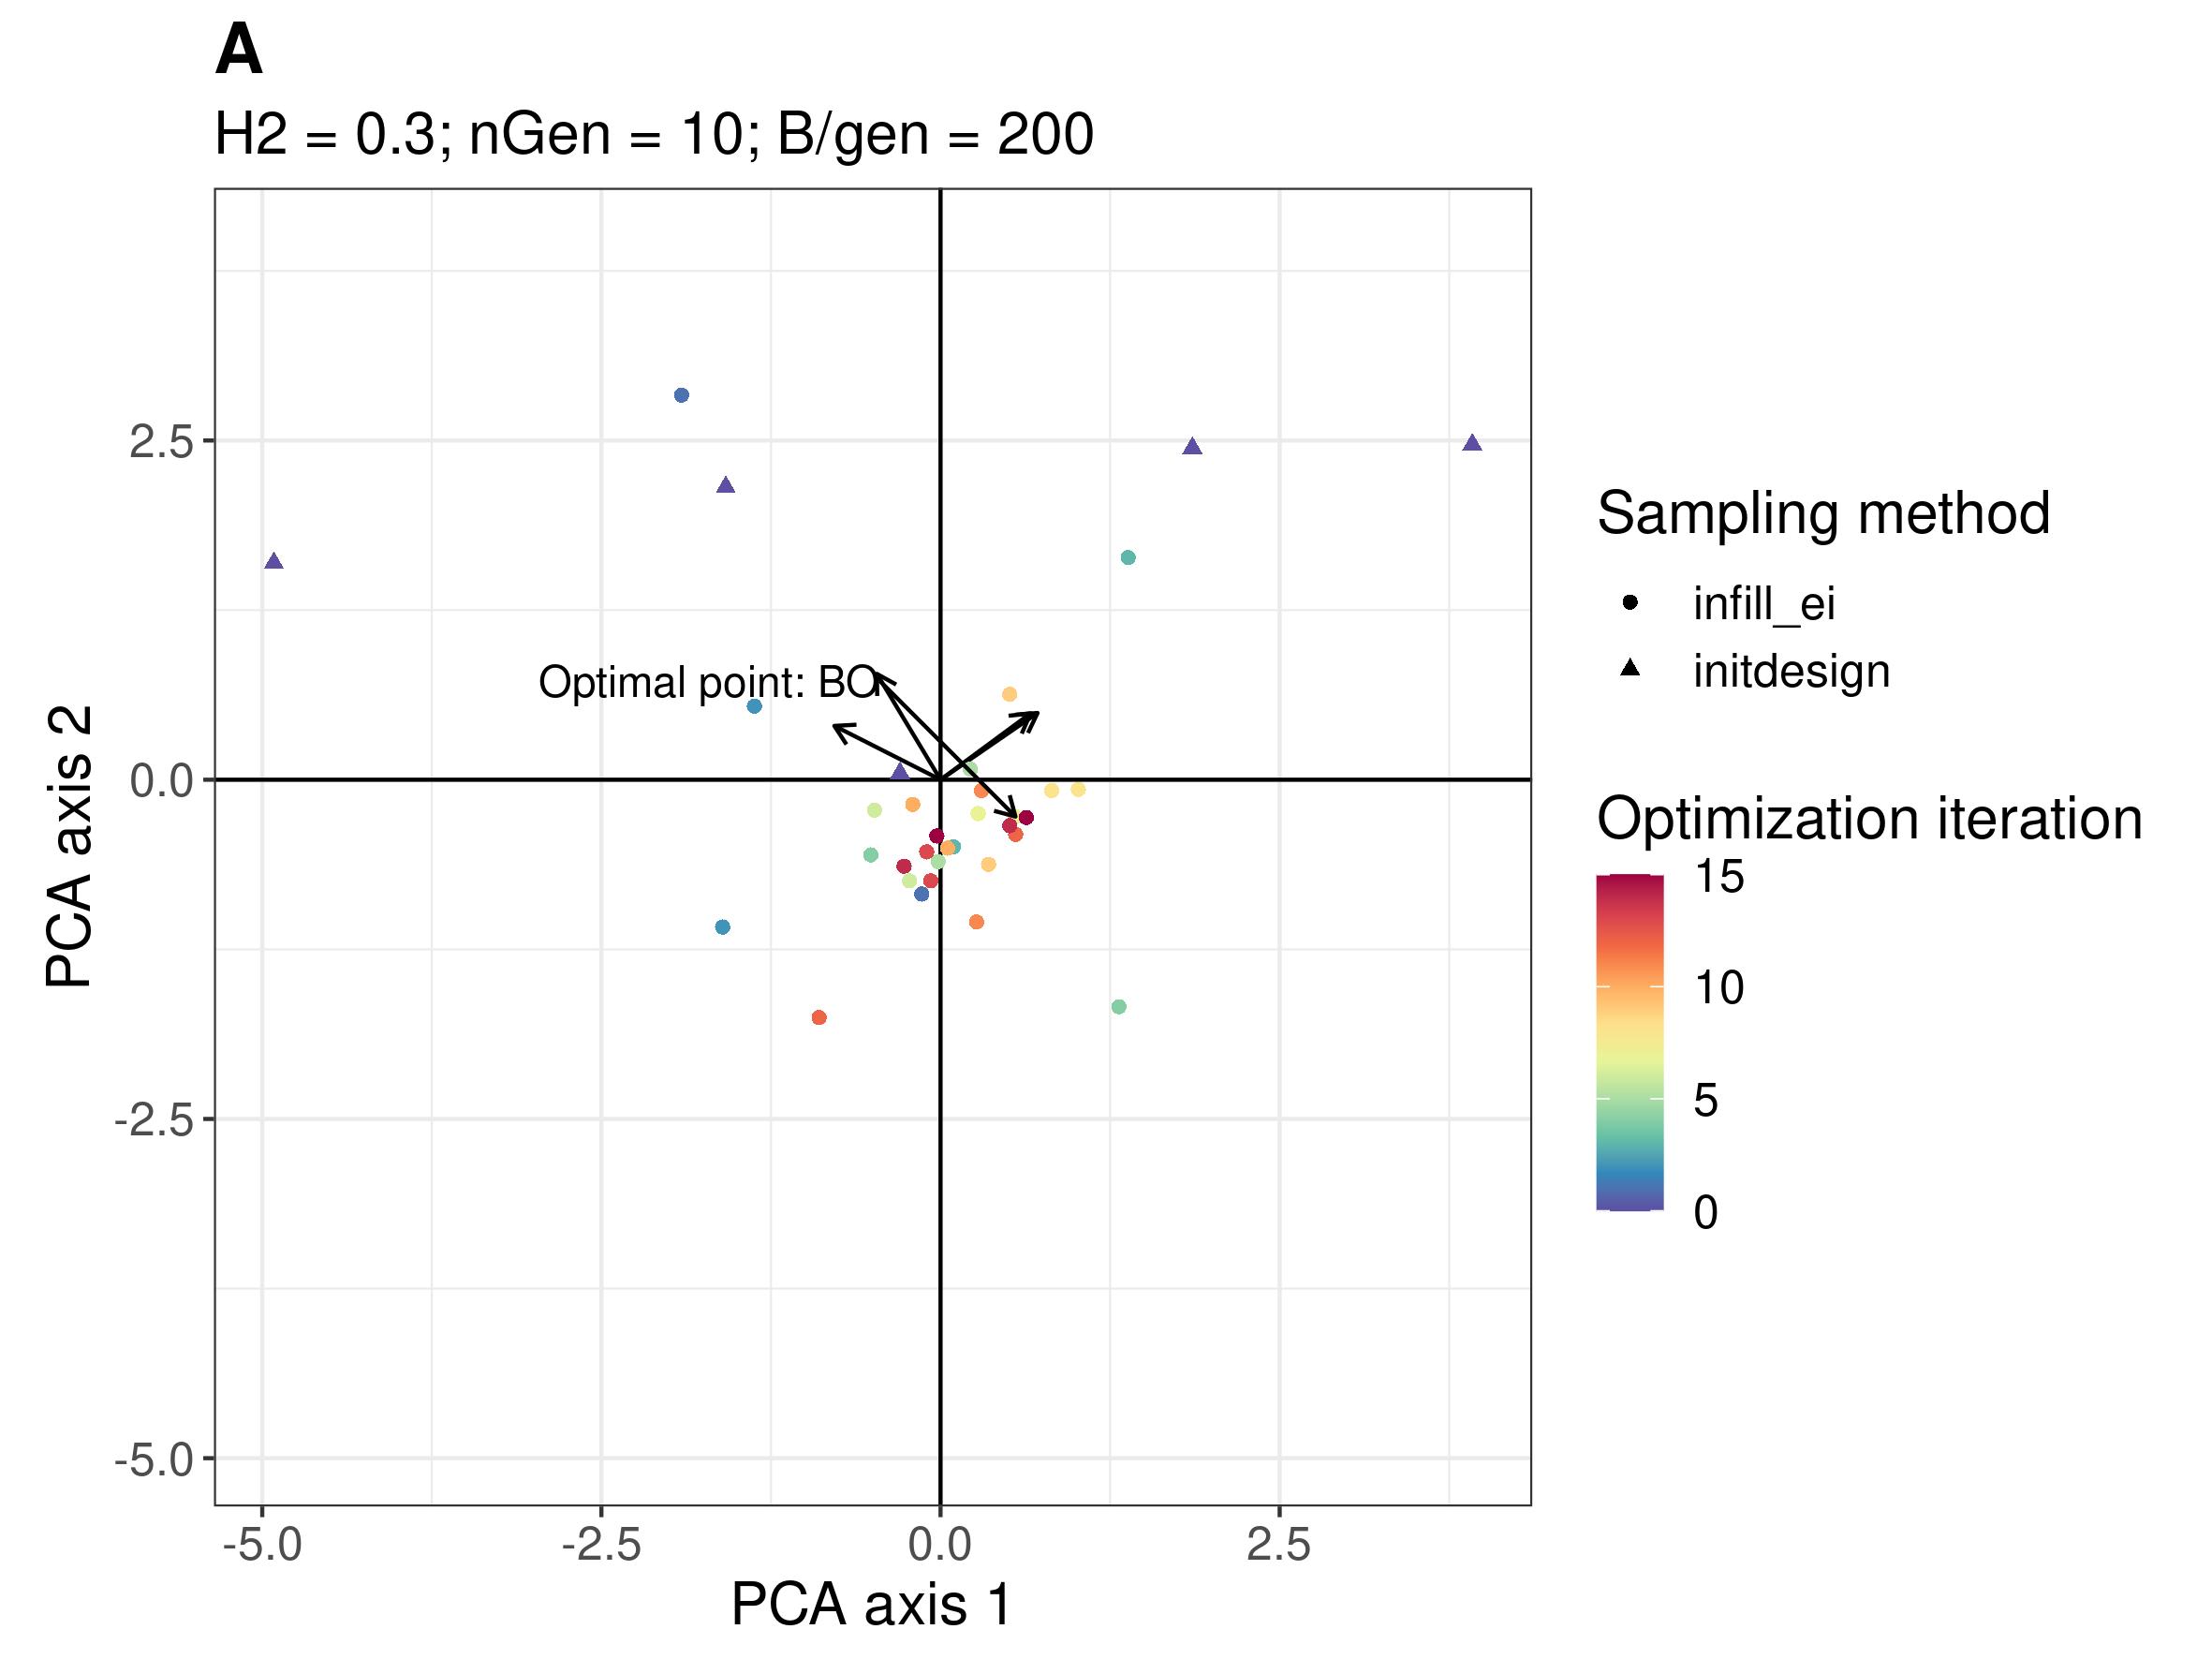 A
H2 = 0.3; nGen = 10; B/gen = 200
PCA axis 2
2.5
0.0
-2.5
-5.0
Optimal point: BO
-5.0
-2.5
0.0
2.5
PCA axis 1
Sampling method
infill_ei
initdesign
Optimization iteration
15
10
5
0